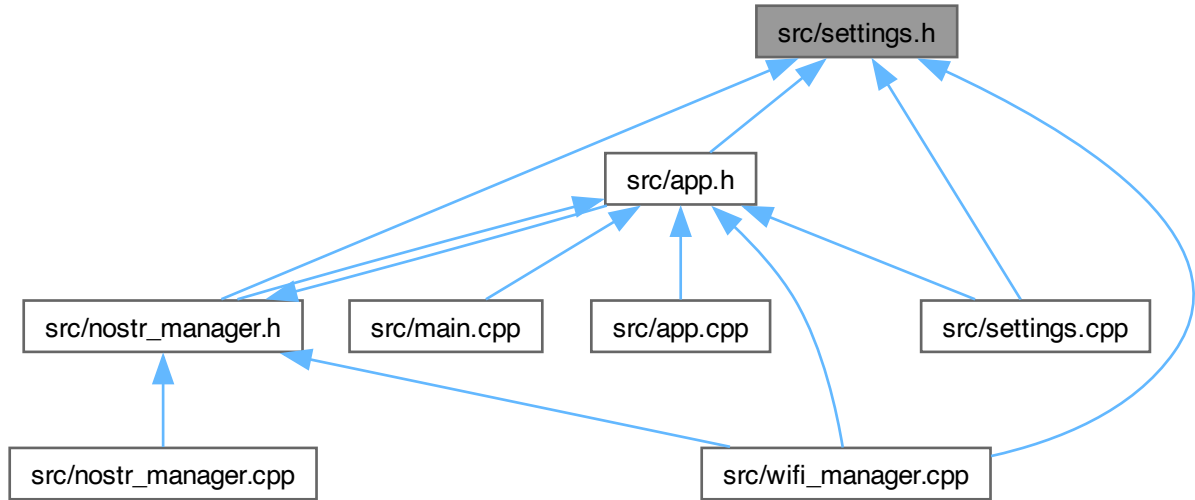 src/settings.h
src/app.h
src/nostr_manager.h
src/main.cpp
src/app.cpp
src/settings.cpp
src/nostr_manager.cpp
src/wifi_manager.cpp